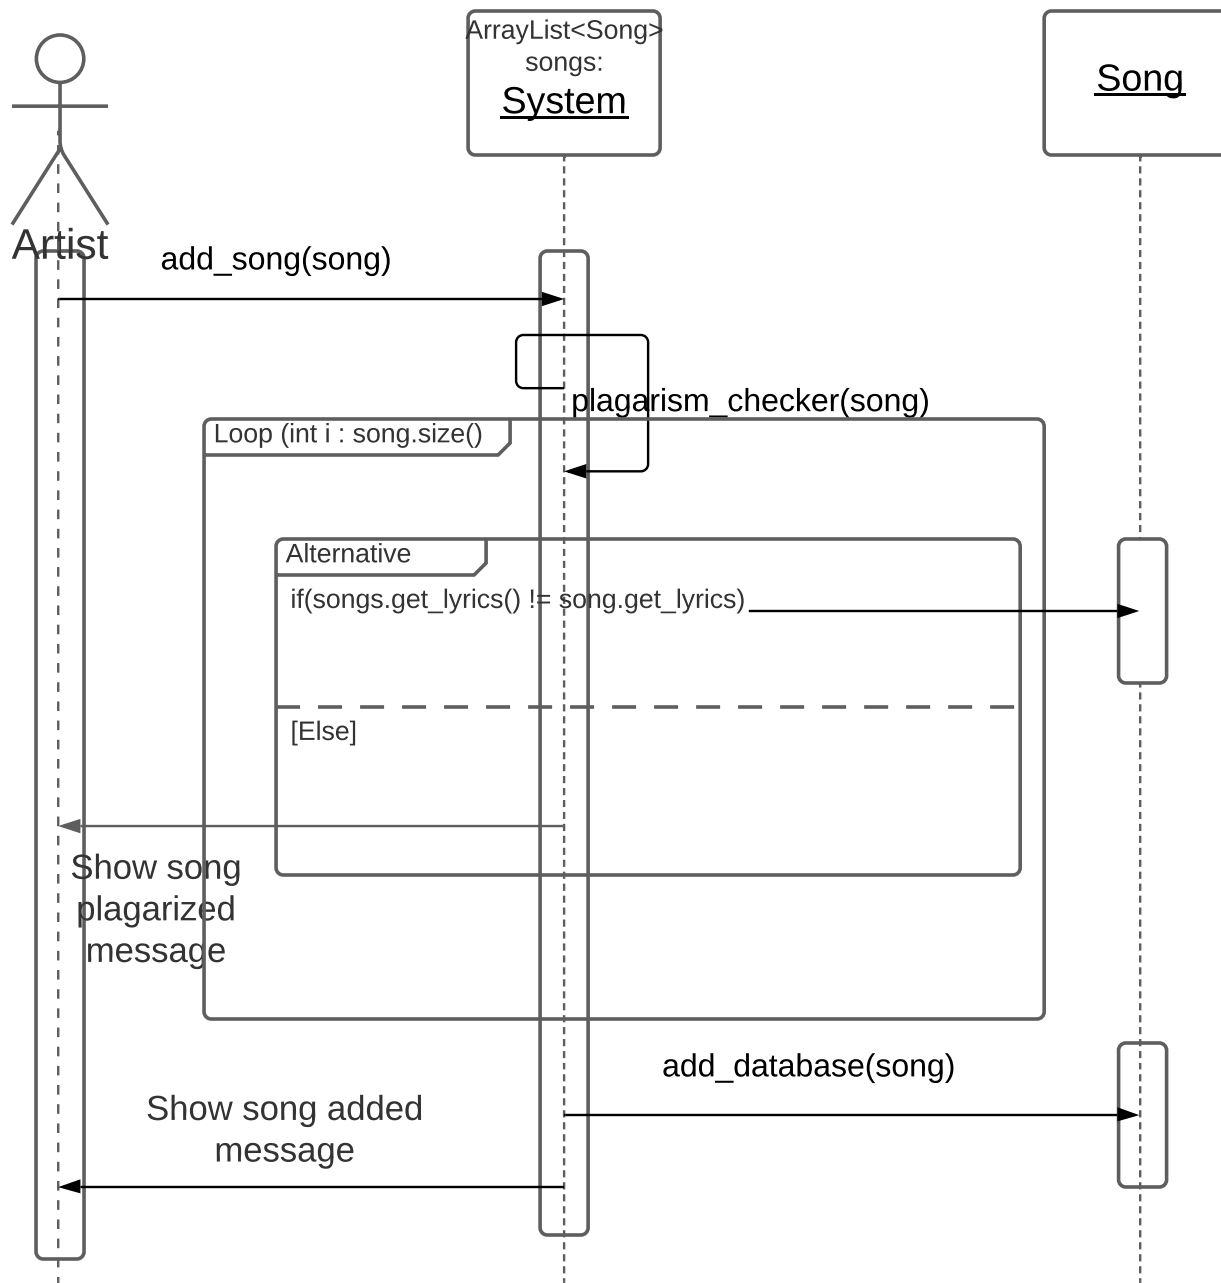 ArrayList<Song>
songs:
System
Song
Artist
add_song(song)
plagarism_checker(song)
Loop (int i : song.size()
Alternative
if(songs.get_lyrics() != song.get_lyrics)
[Else]
Show song
plagarized
message
add_database(song)
Show song added
message